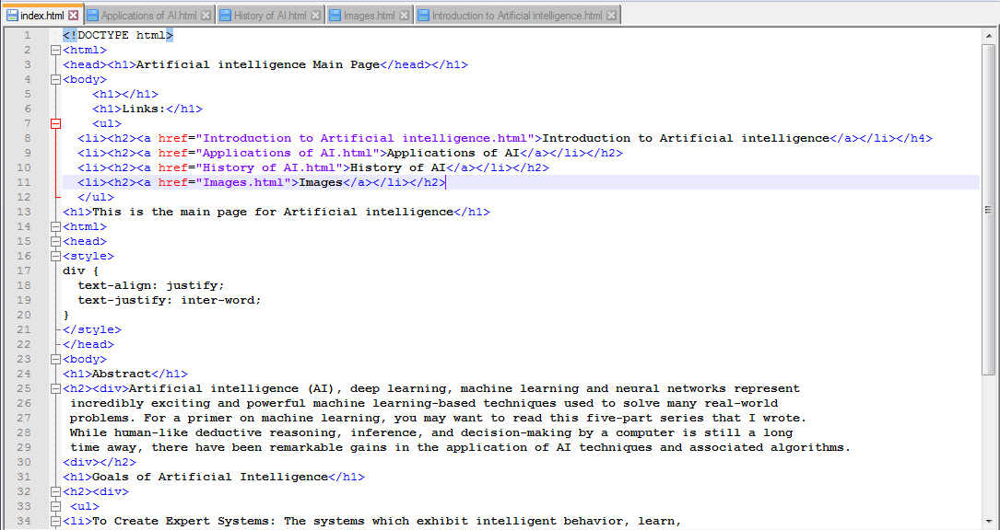 index.html Applications of AI.html History of AI.html Images.html Introduction to Artificial intelligence.html
1 <!DOCTYPE html>
2 <html>
3 <head><h1>Artificial intelligence Main Page</head></h1>
4 <body>
5 <h1></h1>
6 <h1>Links:</h1>
7 <ul>
8 <li><h2><a href="Introduction to Artificial intelligence.html">Introduction to Artificial intelligence</a></li></h4>
9 <li><h2><a href="Applications of AI.html">Applications of AI</a></li></h2>
10 <li><h2><a href="History of AI.html">History of AI</a></li></h2>
11 <li><h2><a href="Images.html">Images</a></li></h2>
12 </ul>
13 <h1>This is the main page for Artificial intelligence</h1>
14 <html>
15 <head>
16 <style>
17 div {
18 text-align: justify;
19 text-justify: inter-word;
20 }
21 </style>
22 </head>
23 <body>
24 <h1>Abstract</h1>
25 <h2><div>Artificial intelligence (AI), deep learning, machine learning and neural networks represent
26 incredibly exciting and powerful machine learning-based techniques used to solve many real-world
27 problems. For a primer on machine learning, you may want to read this five-part series that I wrote.
28 While human-like deductive reasoning, inference, and decision-making by a computer is still a long
29 time away, there have been remarkable gains in the application of AI techniques and associated algorithms.
30 <div></h2>
31 <h1>Goals of Artificial Intelligence</h1>
32 <h2><div>
33 <ul>
34 <li>To Create Expert Systems: The systems which exhibit intelligent behavior, learn,